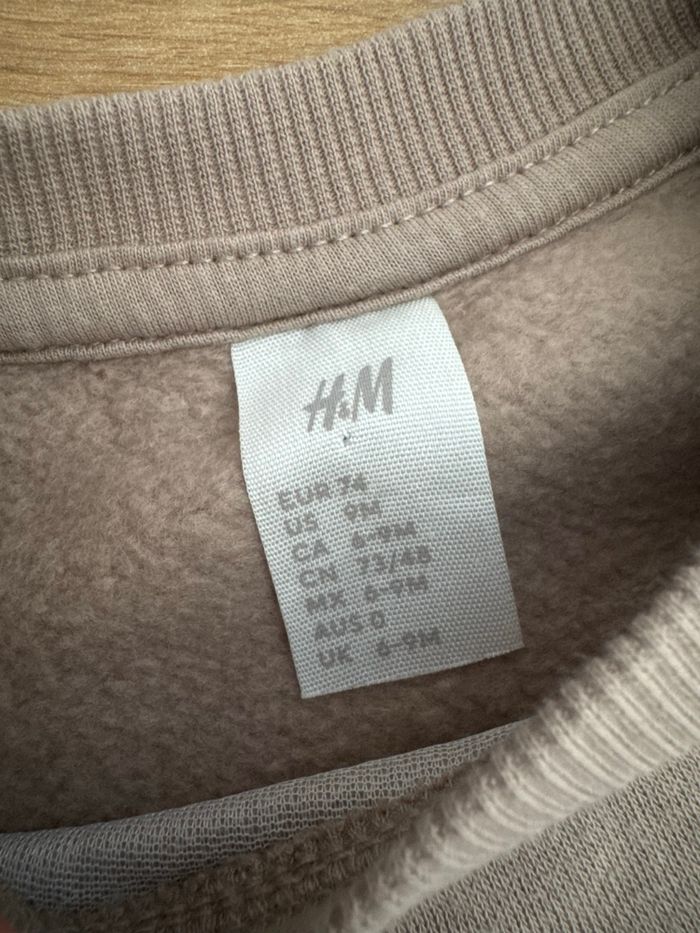 H&M
EUR 74
US 9M
CA 6-9M
CN 73/48
MX 6-9M
AUS 0
UK 6-9M